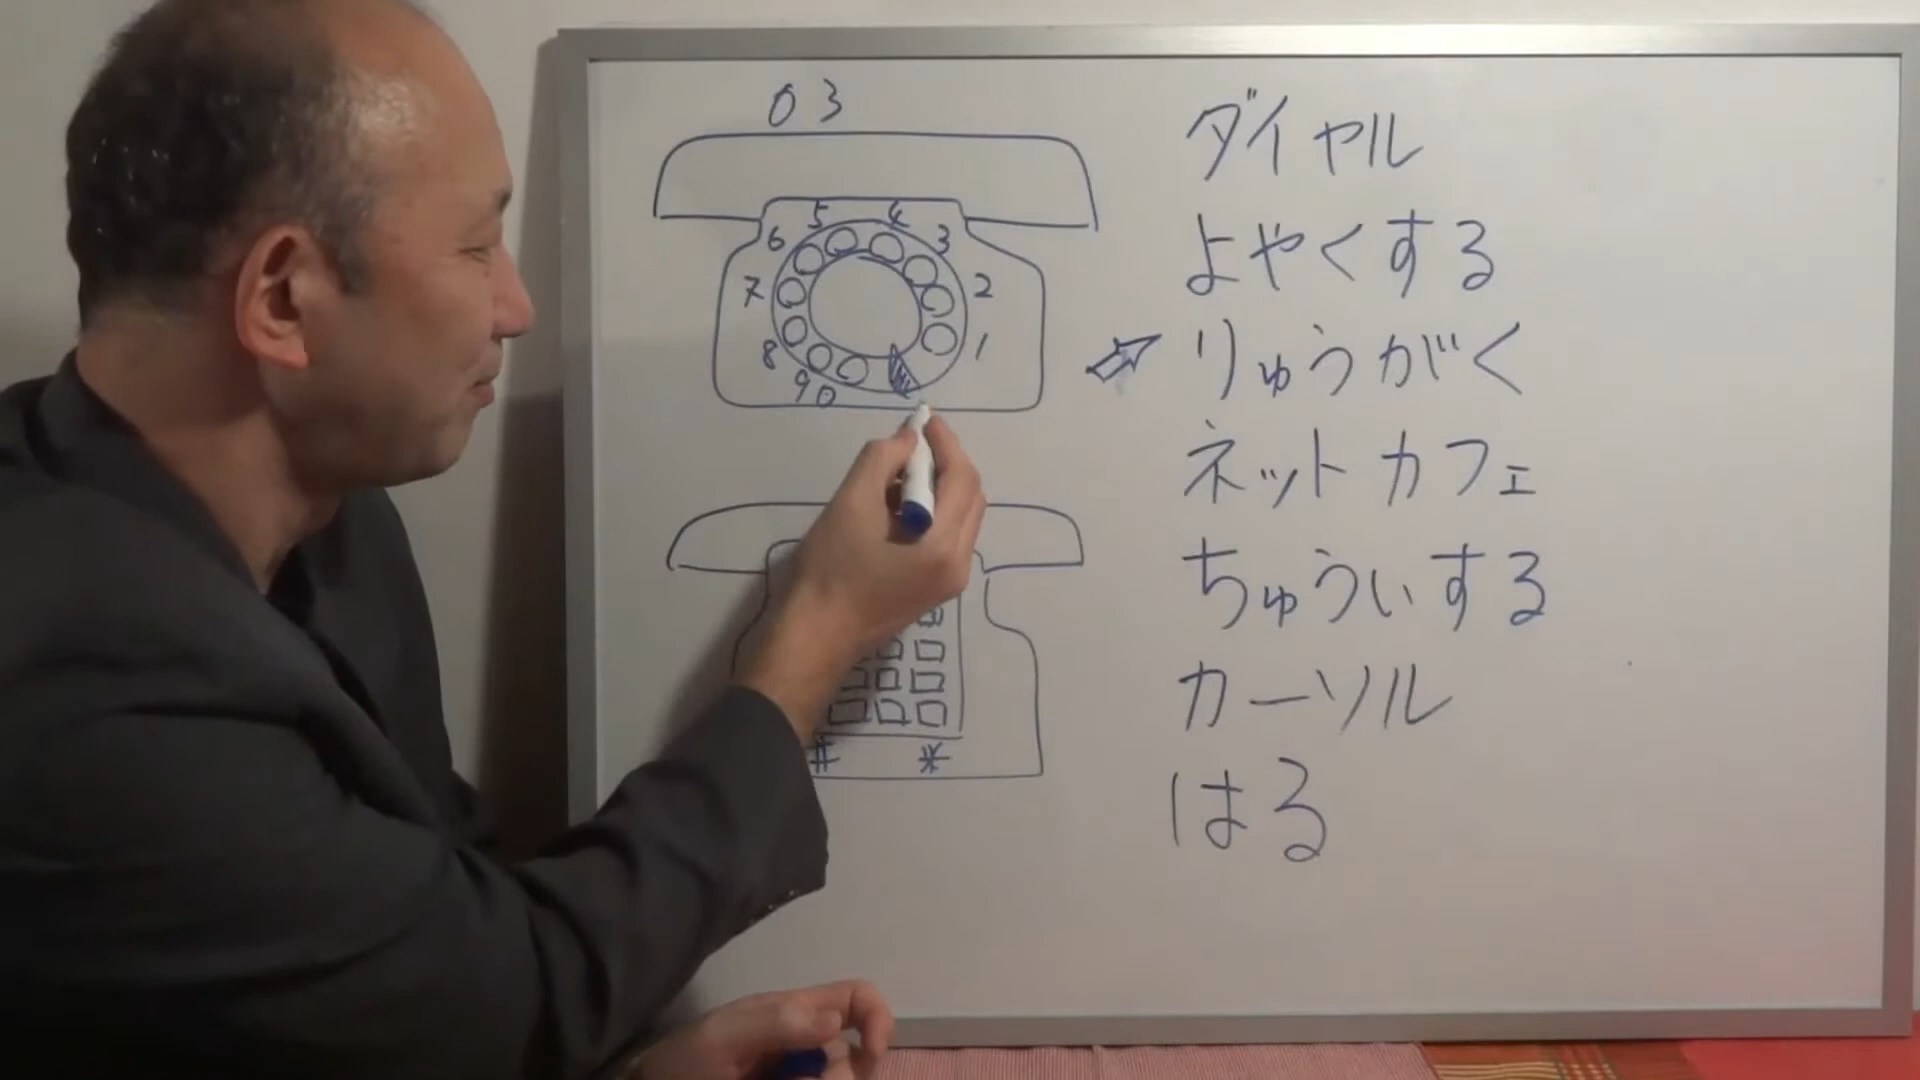 03
5 4
6 3
7 2
8 1
9 0
# *
ダイヤル
よやくする
りゅうがく
ネットカフェ
ちゅういする
カーソル
はる